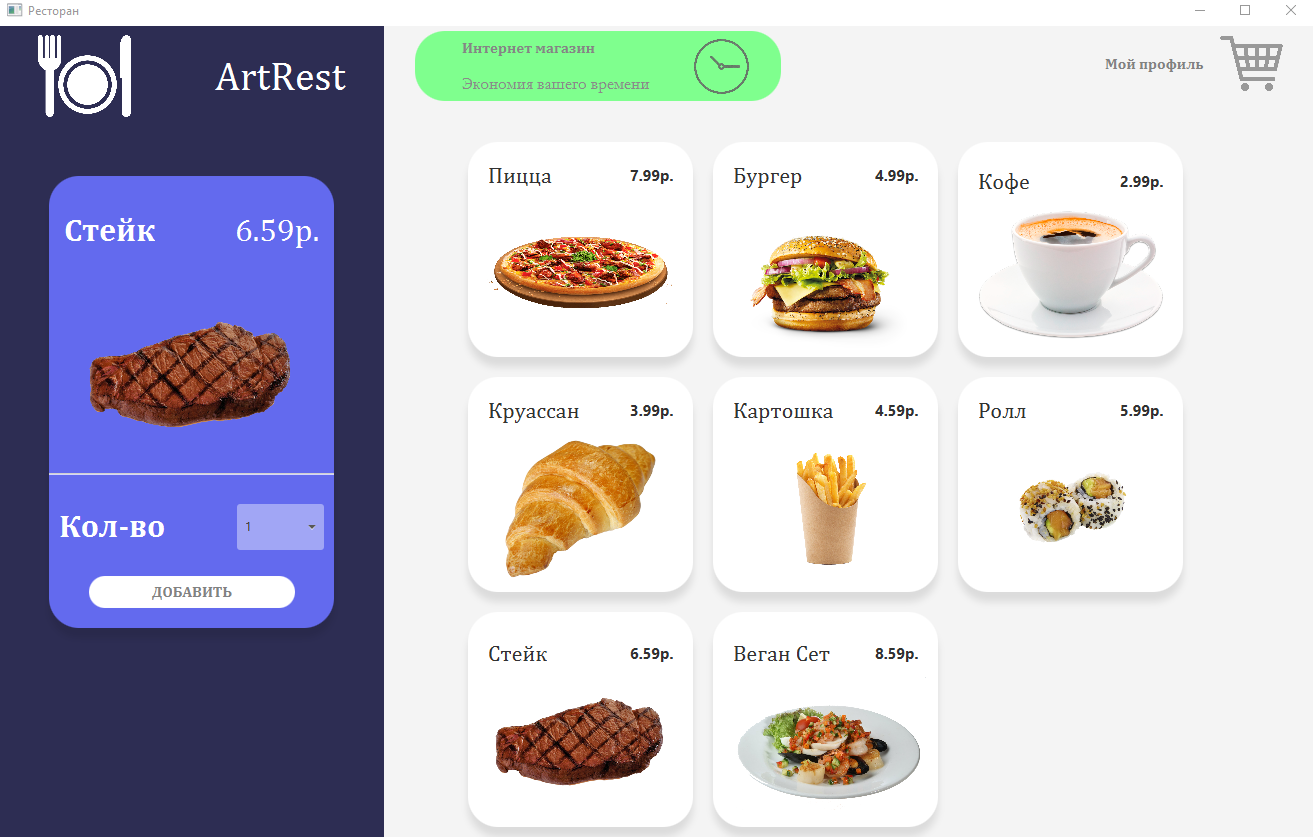 Ресторан
ArtRest
Стейк 6.59р.
Кол-во 1
ДОБАВИТЬ
Интернет магазин
Экономия вашего времени
Мой профиль
Пицца 7.99р.
Бургер 4.99р.
Кофе 2.99р.
Круассан 3.99р.
Картошка 4.59р.
Ролл 5.99р.
Стейк 6.59р.
Веган Сет 8.59р.